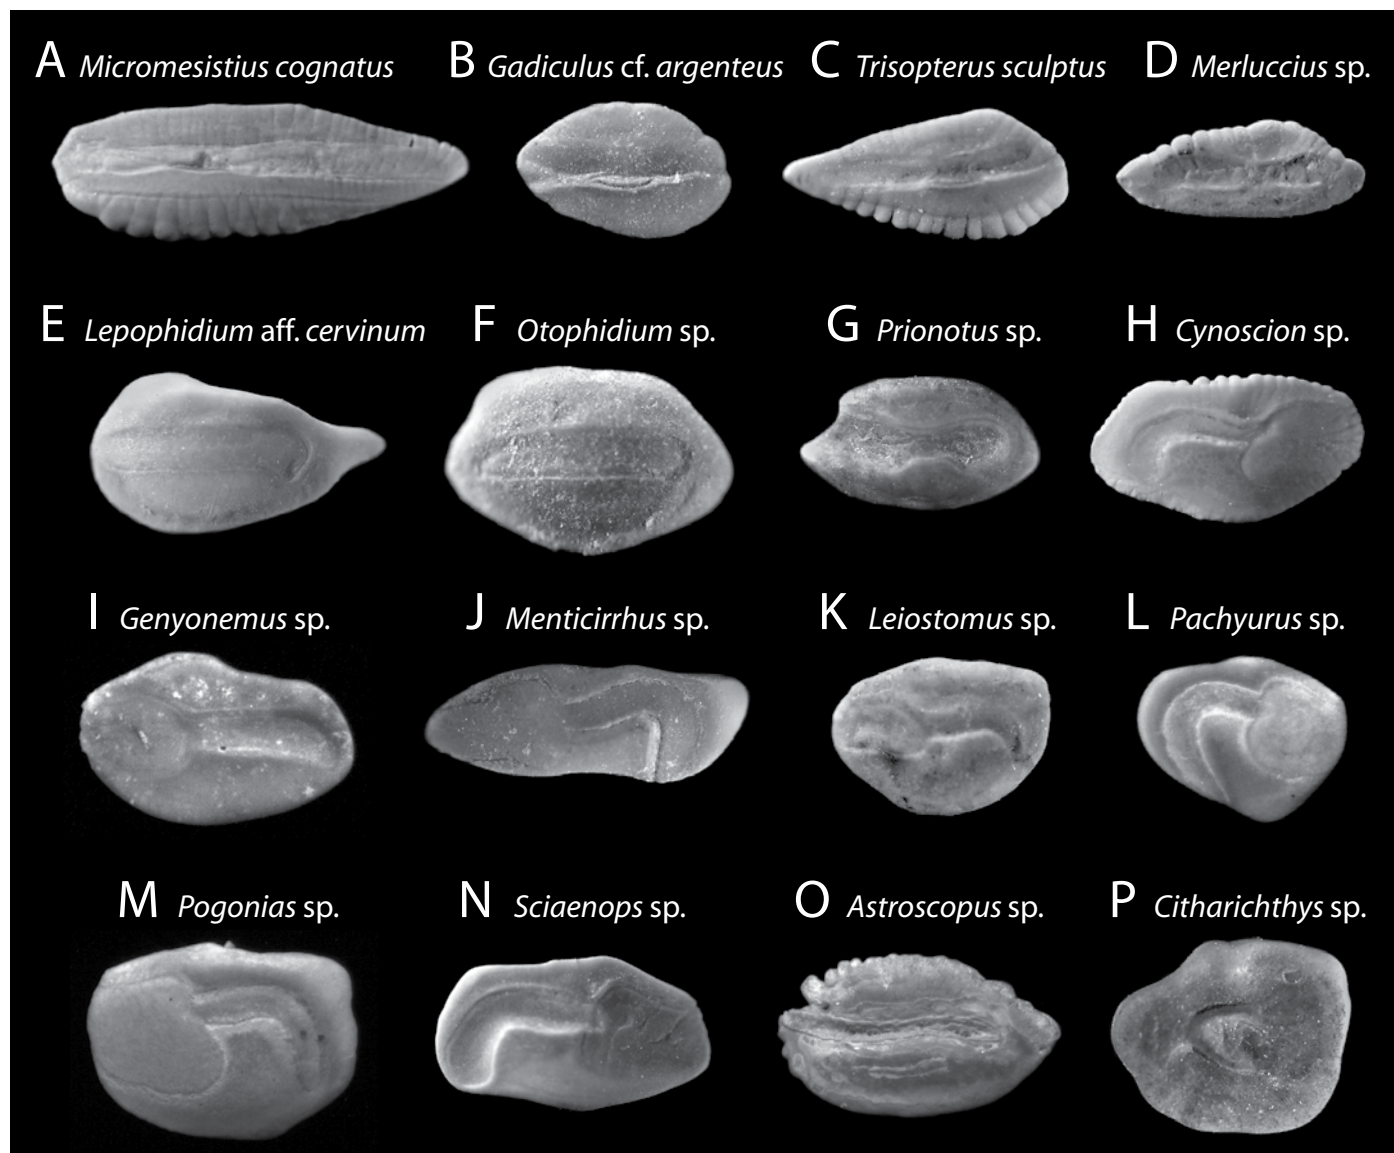 A Micromesistius cognatus B Gadiculus cf. argenteus C Trisopterus sculptus D Merluccius sp.
E Lepophidium aff. cervinum F Otophidium sp. G Prionotus sp. H Cynoscion sp.
I Genyonemus sp. J Menticirrhus sp. K Leiostomus sp. L Pachyurus sp.
M Pogonias sp. N Sciaenops sp. O Astroscopus sp. P Citharichthys sp.